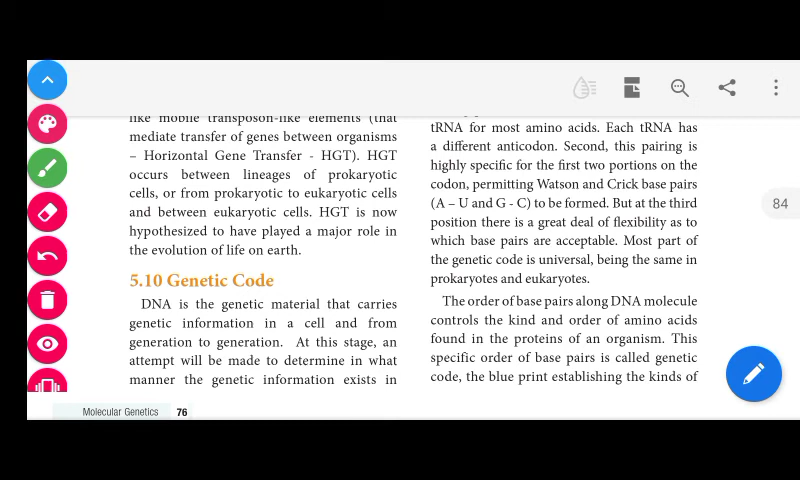 like mobile transposon-like elements (that
mediate transfer of genes between organisms
– Horizontal Gene Transfer - HGT). HGT
occurs between lineages of prokaryotic
cells, or from prokaryotic to eukaryotic cells
and between eukaryotic cells. HGT is now
hypothesized to have played a major role in
the evolution of life on earth.
5.10 Genetic Code
DNA is the genetic material that carries
genetic information in a cell and from
generation to generation. At this stage, an
attempt will be made to determine in what
manner the genetic information exists in
tRNA for most amino acids. Each tRNA has
a different anticodon. Second, this pairing is
highly specific for the first two portions on the
codon, permitting Watson and Crick base pairs
(A – U and G - C) to be formed. But at the third
position there is a great deal of flexibility as to
which base pairs are acceptable. Most part of
the genetic code is universal, being the same in
prokaryotes and eukaryotes.
The order of base pairs along DNA molecule
controls the kind and order of amino acids
found in the proteins of an organism. This
specific order of base pairs is called genetic
code, the blue print establishing the kinds of
84
Molecular Genetics 76